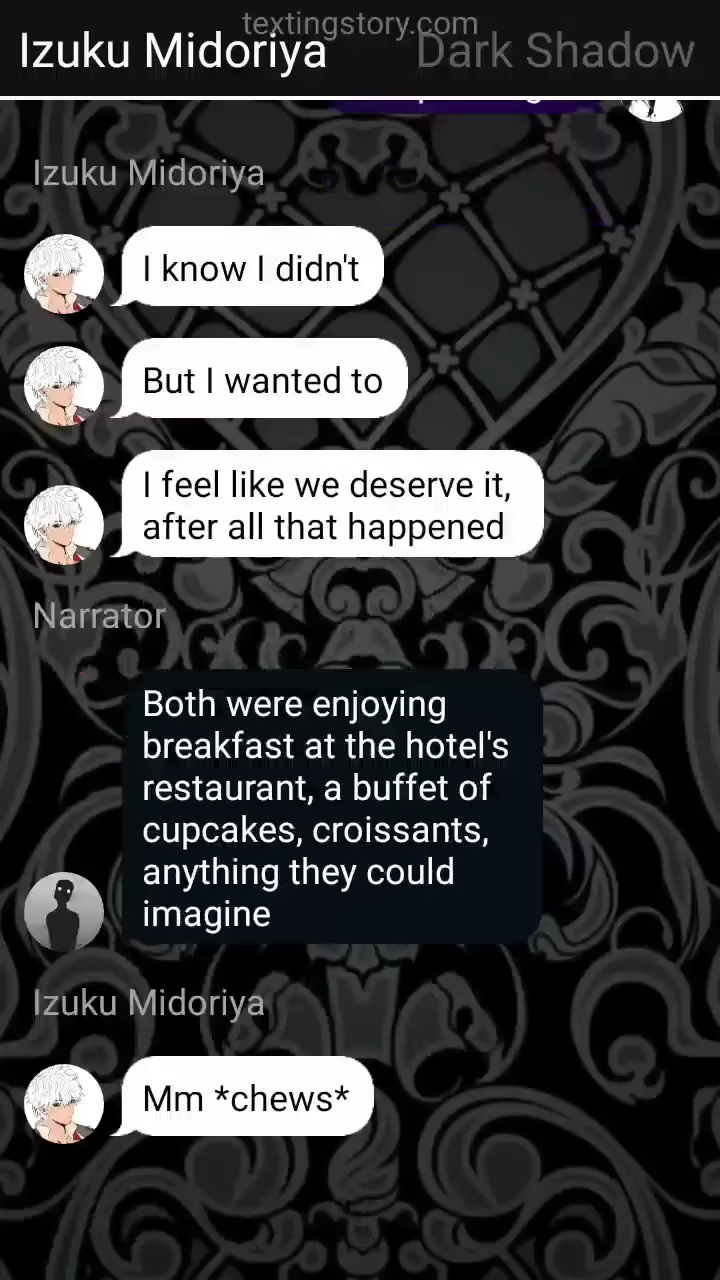 textingstory.com
Izuku Midoriya Dark Shadow
Izuku Midoriya
I know I didn't
But I wanted to
I feel like we deserve it,
after all that happened
Narrator
Both were enjoying
breakfast at the hotel's
restaurant, a buffet of
cupcakes, croissants,
anything they could
imagine
Izuku Midoriya
Mm *chews*